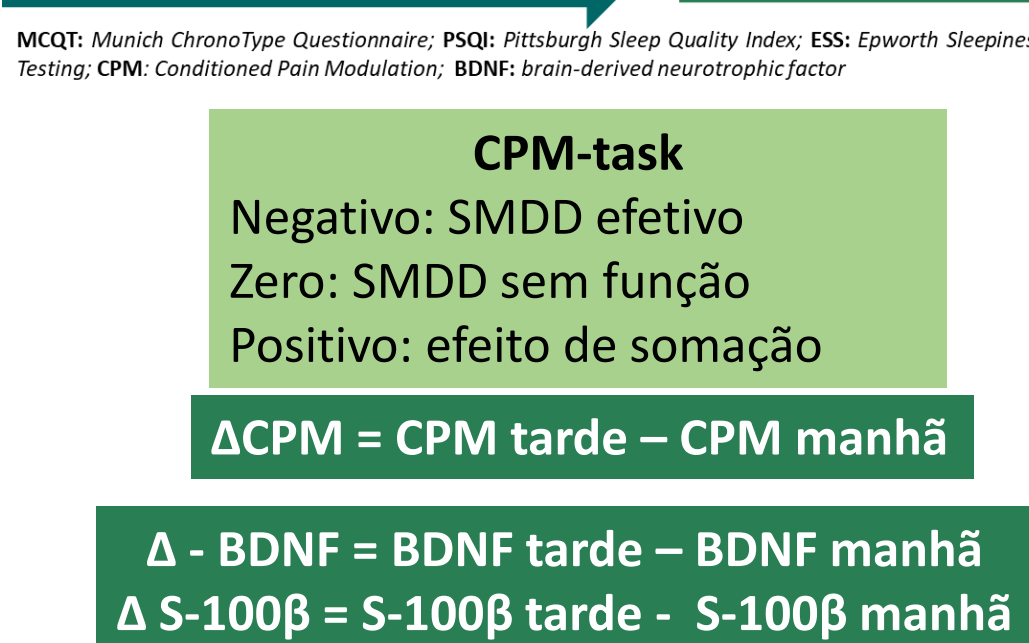 MCQT: Munich ChronoType Questionnaire; PSQI: Pittsburgh Sleep Quality Index; ESS: Epworth Sleepines
Testing; CPM: Conditioned Pain Modulation; BDNF: brain-derived neurotrophic factor
CPM-task
Negativo: SMDD efetivo
Zero: SMDD sem função
Positivo: efeito de somação
ΔCPM = CPM tarde – CPM manhã
Δ - BDNF = BDNF tarde – BDNF manhã
Δ S-100β = S-100β tarde - S-100β manhã